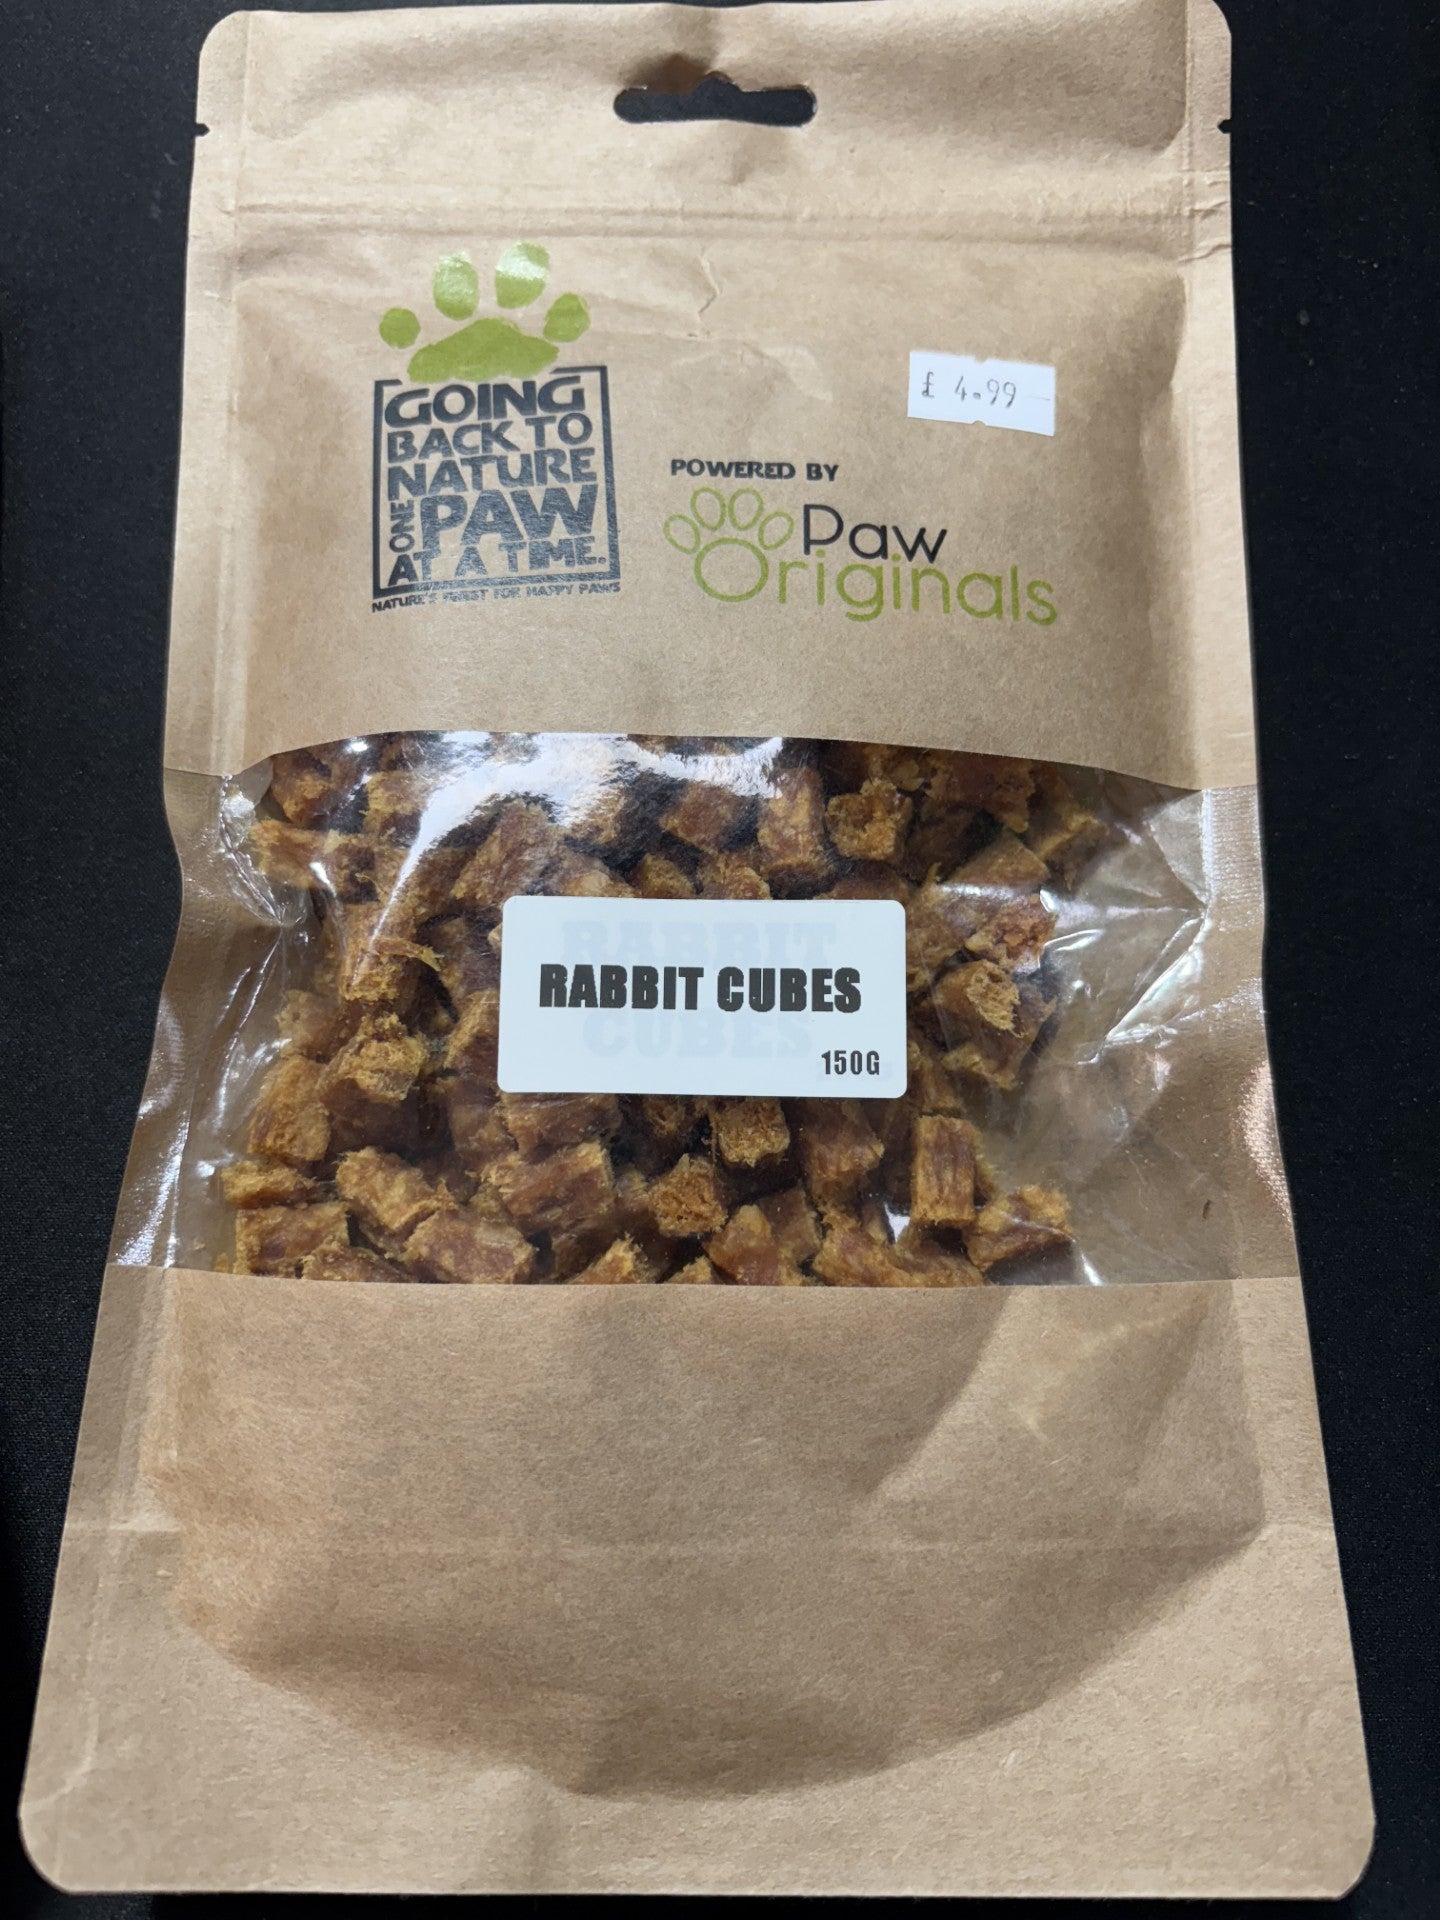 GOING
BACK TO
NATURE
ONE PAW
AT A TIME.
NATURE'S FINEST FOR HAPPY PAWS
£ 4.99
POWERED BY
Paw
Originals
RABBIT CUBES
150G